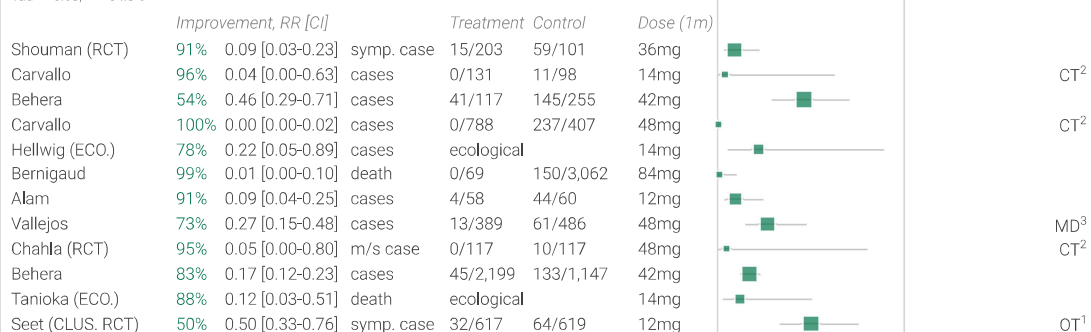 Improvement, RR [CI] Treatment Control Dose (1m)
Shouman (RCT) 91% 0.09 [0.03-0.23] symp. case 15/203 59/101 36mg
Carvallo 96% 0.04 [0.00-0.63] cases 0/131 11/98 14mg CT2
Behera 54% 0.46 [0.29-0.71] cases 41/117 145/255 42mg
Carvallo 100% 0.00 [0.00-0.02] cases 0/788 237/407 48mg CT2
Hellwig (ECO.) 78% 0.22 [0.05-0.89] cases ecological 14mg
Bernigaud 99% 0.01 [0.00-0.10] death 0/69 150/3,062 84mg
Alam 91% 0.09 [0.04-0.25] cases 4/58 44/60 12mg
Vallejos 73% 0.27 [0.15-0.48] cases 13/389 61/486 48mg MD3
Chahla (RCT) 95% 0.05 [0.00-0.80] m/s case 0/117 10/117 48mg CT2
Behera 83% 0.17 [0.12-0.23] cases 45/2,199 133/1,147 42mg
Tanioka (ECO.) 88% 0.12 [0.03-0.51] death ecological 14mg
Seet (CLUS. RCT) 50% 0.50 [0.33-0.76] symp. case 32/617 64/619 12mg OT1